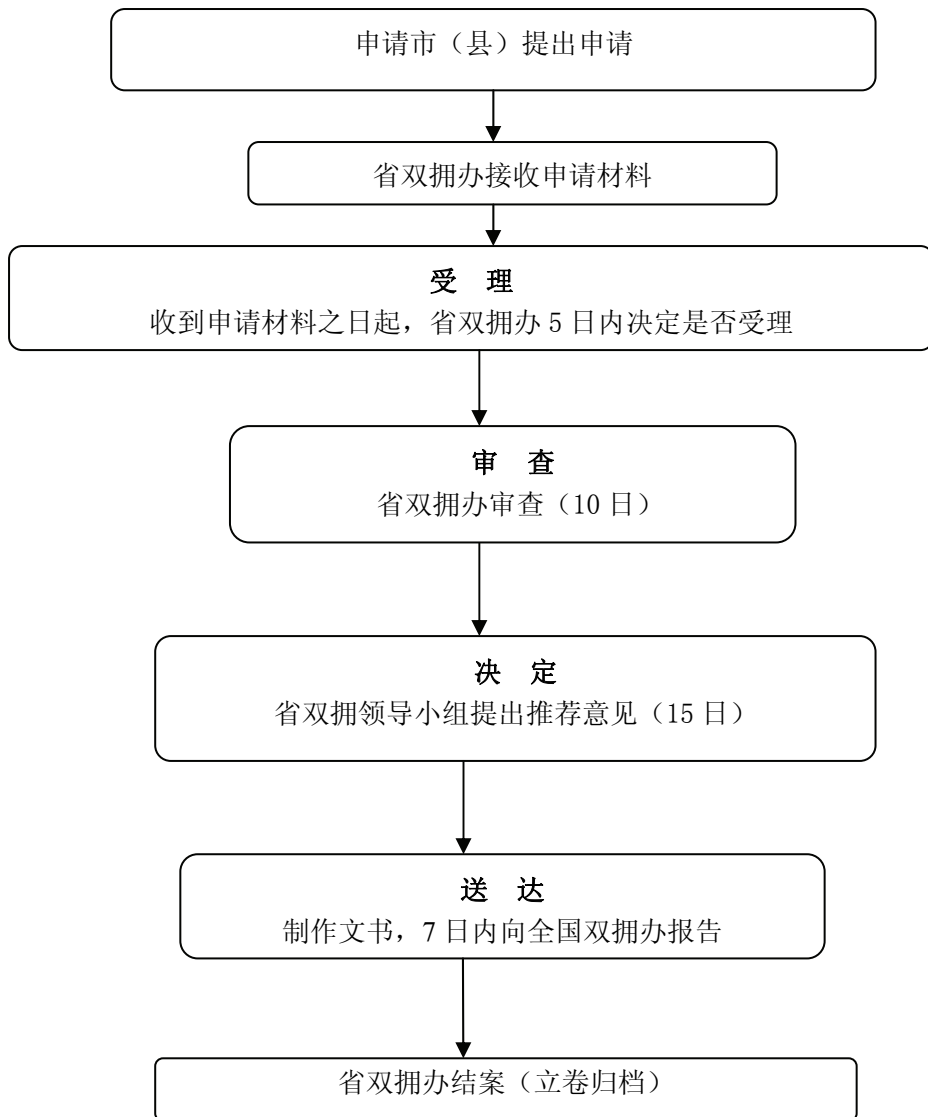 申请市（县）提出申请
省双拥办接收申请材料
受 理
收到申请材料之日起，省双拥办 5 日内决定是否受理
审 查
省双拥办审查（10 日）
决 定
省双拥领导小组提出推荐意见（15 日）
送 达
制作文书，7 日内向全国双拥办报告
省双拥办结案（立卷归档）